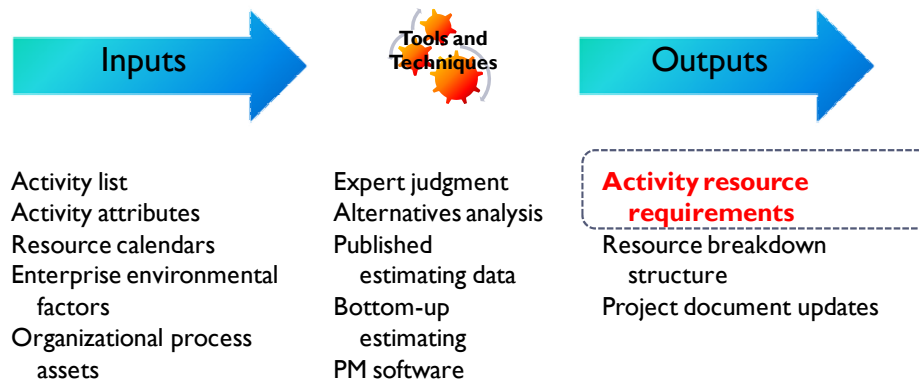 Inputs
Tools and
Techniques
Outputs
Activity list
Activity attributes
Resource calendars
Enterprise environmental
factors
Organizational process
assets
Expert judgment
Alternatives analysis
Published
estimating data
Bottom-up
estimating
PM software
Activity resource
requirements
Resource breakdown
structure
Project document updates